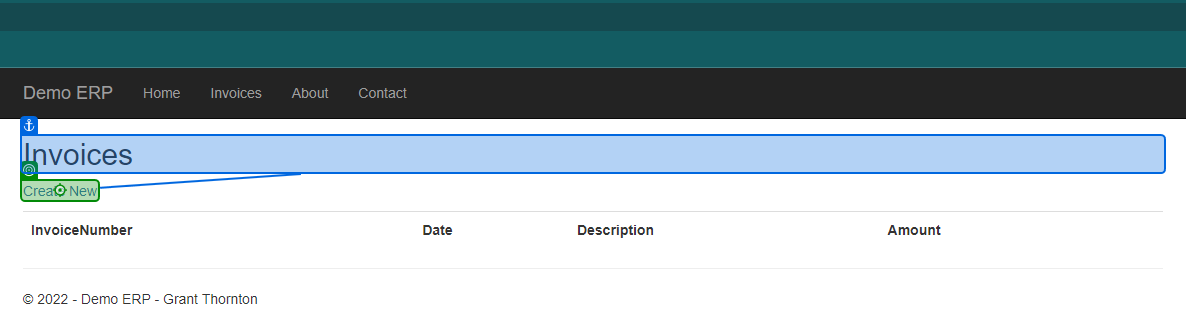 Demo ERP Home Invoices About Contact
Invoices
Create New
InvoiceNumber Date Description Amount
© 2022 - Demo ERP - Grant Thornton